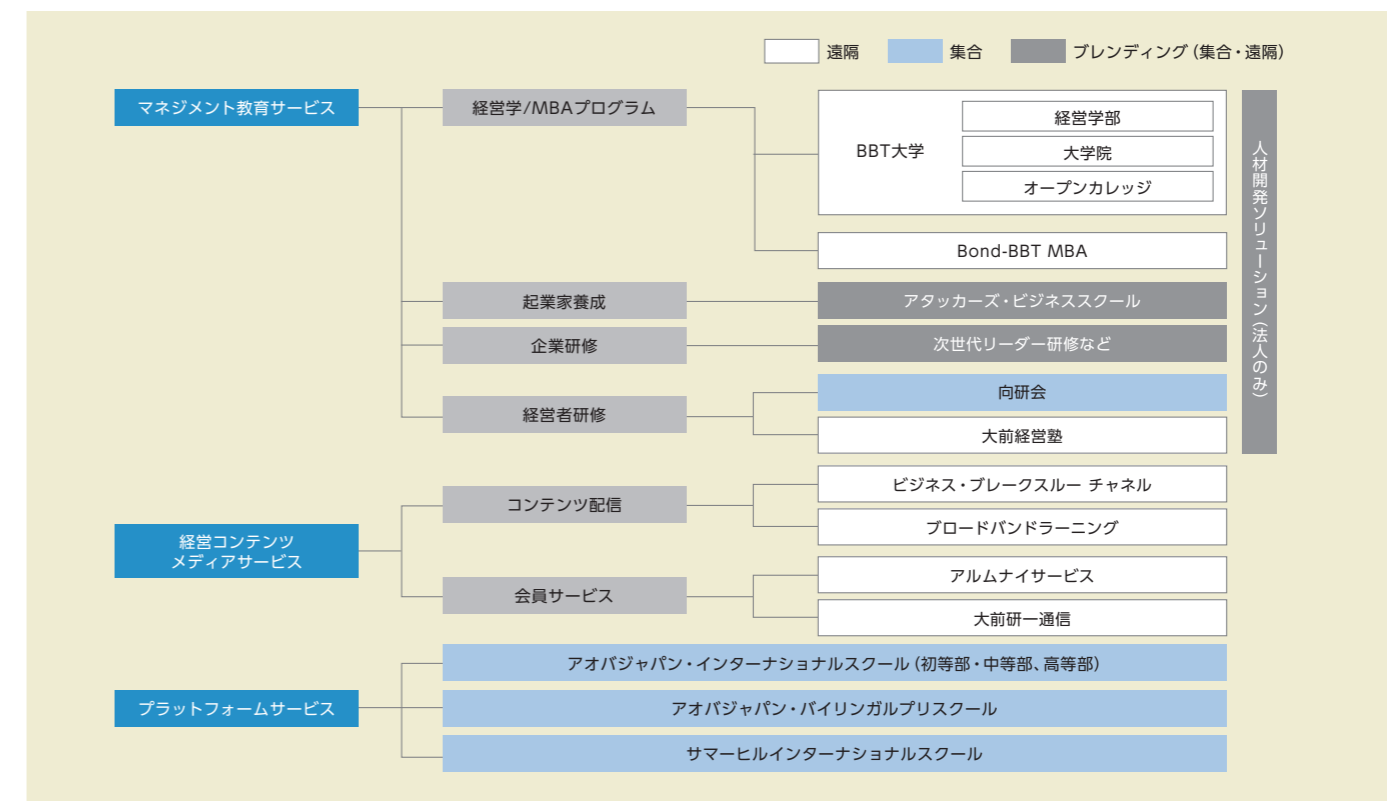 遠隔
集合
ブレンディング（集合・遠隔）
マネジメント教育サービス
経営学/MBAプログラム
BBT大学
経営学部
大学院
オープンカレッジ
Bond-BBT MBA
起業家養成
アタッカーズ・ビジネススクール
企業研修
次世代リーダー研修など
経営者研修
向研会
大前経営塾
人材開発ソリューション（法人のみ）
経営コンテンツ
メディアサービス
コンテンツ配信
ビジネス・ブレークスルー チャネル
ブロードバンドラーニング
会員サービス
アルムナイサービス
大前研一通信
プラットフォームサービス
アオバジャパン・インターナショナルスクール（初等部・中等部、高等部）
アオバジャパン・バイリンガルプリスクール
サマーヒルインターナショナルスクール